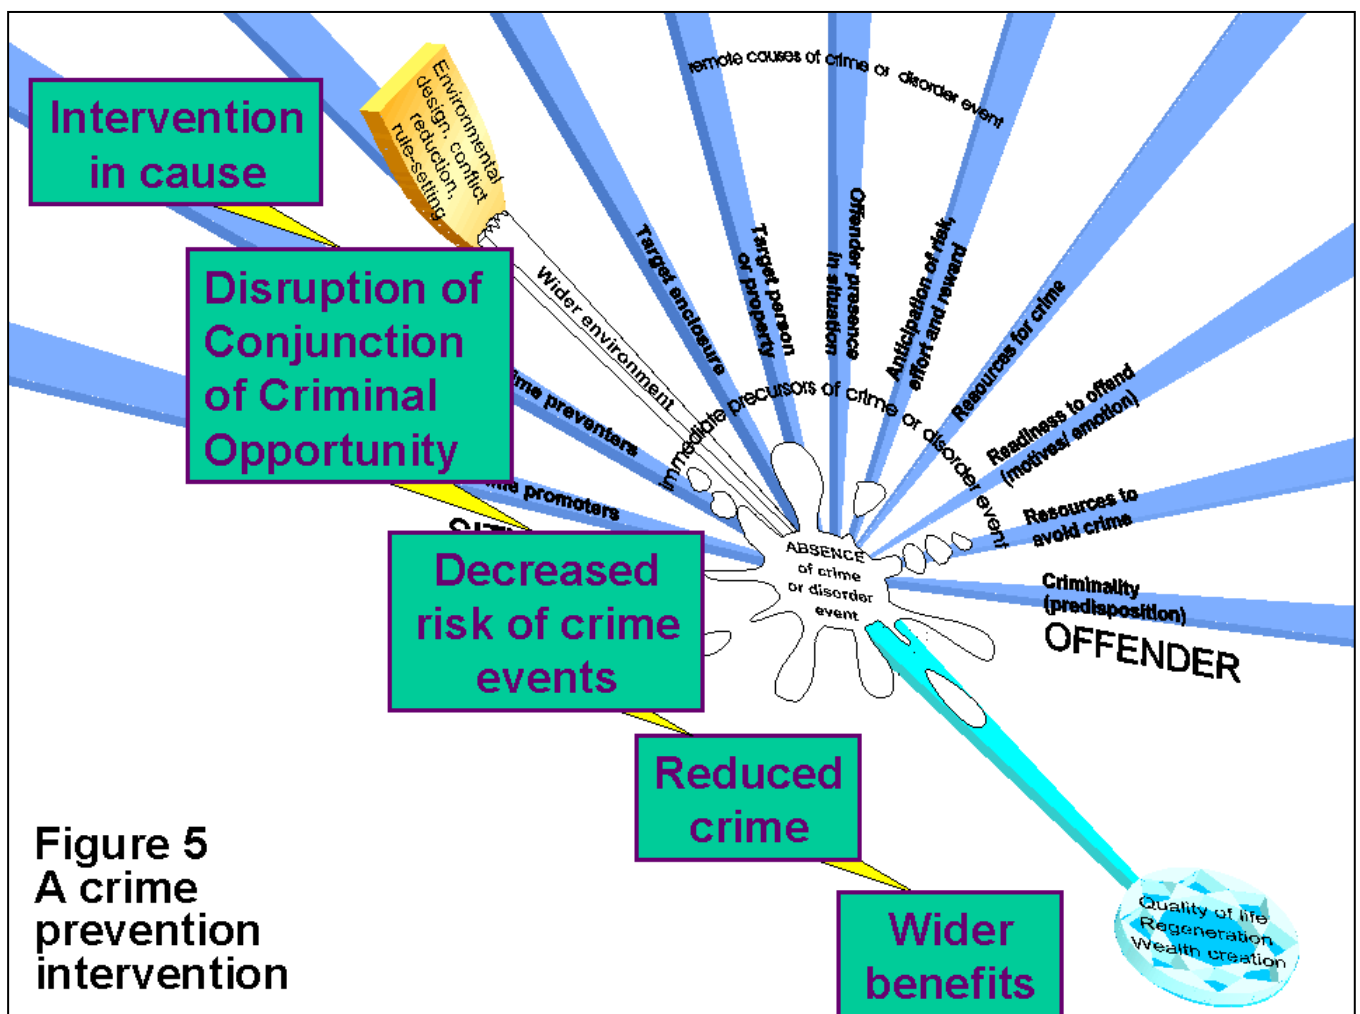 remote causes of crime or disorder event
Environmental
design, conflict
reduction,
rule-setting
Intervention
in cause
Disruption of
Conjunction
of Criminal
Opportunity
Decreased
risk of crime
events
Reduced
crime
Wider
benefits
promoters
preventers
Wider environment
Target enclosure
Target person
or property
Offender presence
in situation
Anticipation of risk,
effort and reward
Resources for crime
Readiness to offend
(motives/ emotion)
Resources to
avoid crime
Criminality
(predisposition)
OFFENDER
immediate precursors of crime or disorder event
ABSENCE
of crime
or disorder
event
Quality of life
Regeneration
Wealth creation
Figure 5
A crime
prevention
intervention